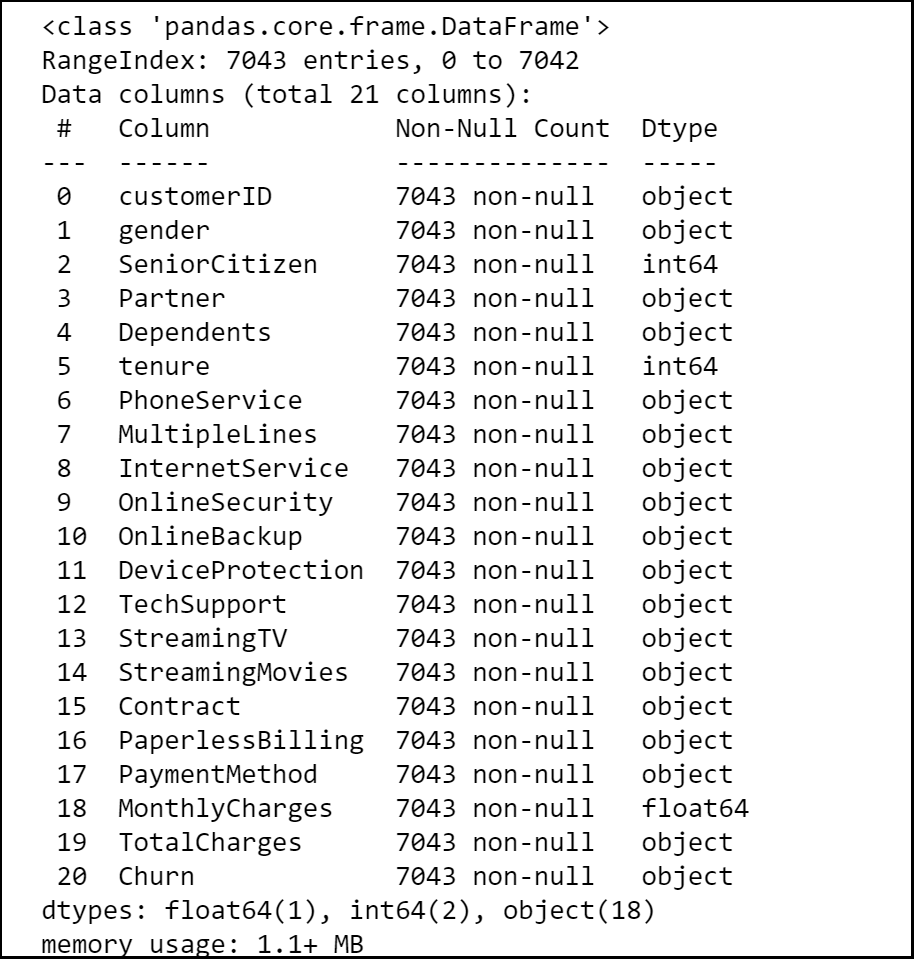 <class 'pandas.core.frame.DataFrame'>
RangeIndex: 7043 entries, 0 to 7042
Data columns (total 21 columns):
 #   Column            Non-Null Count  Dtype
---  ------            --------------  -----
 0   customerID        7043 non-null   object
 1   gender            7043 non-null   object
 2   SeniorCitizen     7043 non-null   int64
 3   Partner           7043 non-null   object
 4   Dependents        7043 non-null   object
 5   tenure            7043 non-null   int64
 6   PhoneService      7043 non-null   object
 7   MultipleLines     7043 non-null   object
 8   InternetService   7043 non-null   object
 9   OnlineSecurity    7043 non-null   object
 10  OnlineBackup      7043 non-null   object
 11  DeviceProtection  7043 non-null   object
 12  TechSupport       7043 non-null   object
 13  StreamingTV       7043 non-null   object
 14  StreamingMovies   7043 non-null   object
 15  Contract          7043 non-null   object
 16  PaperlessBilling  7043 non-null   object
 17  PaymentMethod     7043 non-null   object
 18  MonthlyCharges    7043 non-null   float64
 19  TotalCharges      7043 non-null   object
 20  Churn             7043 non-null   object
dtypes: float64(1), int64(2), object(18)
memory usage: 1.1+ MB